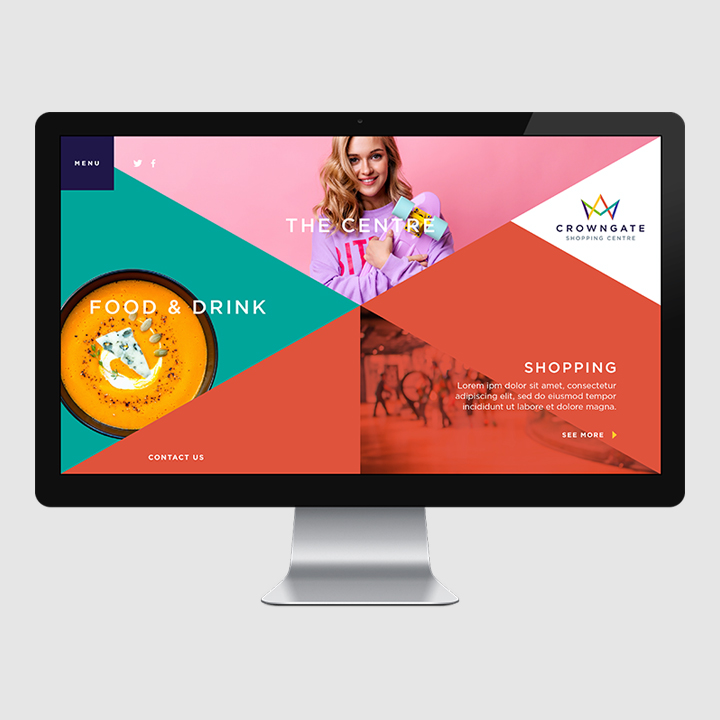 MENU
THE CENTRE
BIT
CROWNGATE
SHOPPING CENTRE
FOOD & DRINK
SHOPPING
Lorem ipm dolor sit amet, consectetur
adipiscing elit, sed do eiusmod tempor
incididunt ut labore et dolore magna.
SEE MORE
CONTACT US